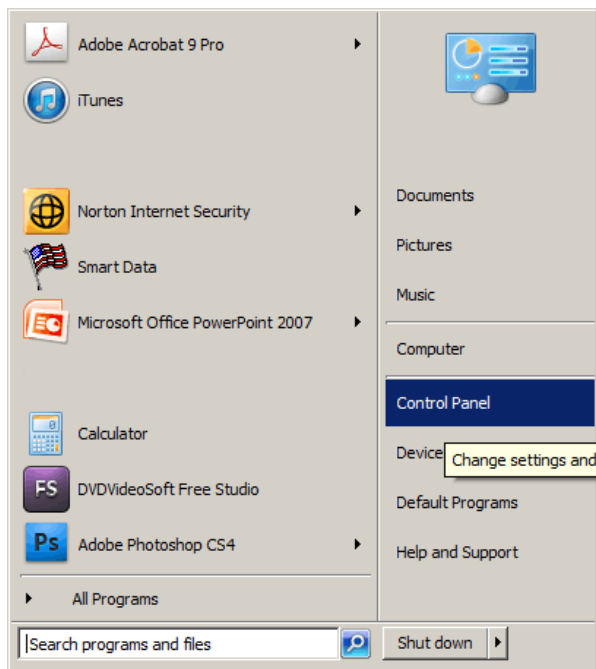 Adobe Acrobat 9 Pro
iTunes
Norton Internet Security
Smart Data
Microsoft Office PowerPoint 2007
Calculator
FS
DVDVideoSoft Free Studio
Ps
Adobe Photoshop CS4
All Programs
Search programs and files
Documents
Pictures
Music
Computer
Control Panel
Device
Change settings and
Default Programs
Help and Support
Shut down